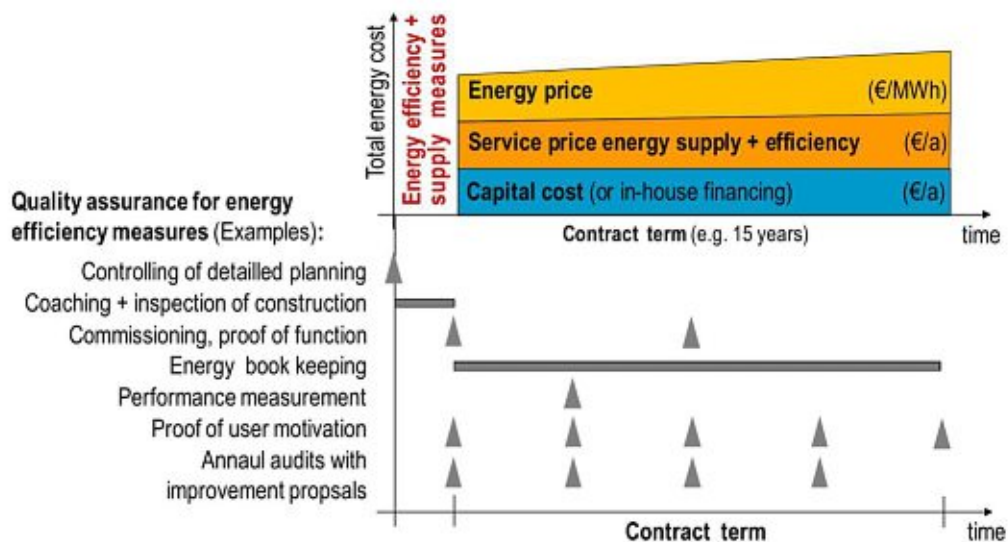 Total energy cost
Energy efficiency +
supply measures
Energy price (€/MWh)
Service price energy supply + efficiency (€/a)
Capital cost (or in-house financing) (€/a)
Contract term (e.g. 15 years)
time
Quality assurance for energy
efficiency measures (Examples):
Controlling of detailled planning
Coaching + inspection of construction
Commissioning, proof of function
Energy book keeping
Performance measurement
Proof of user motivation
Annaul audits with
improvement propsals
Contract term
time